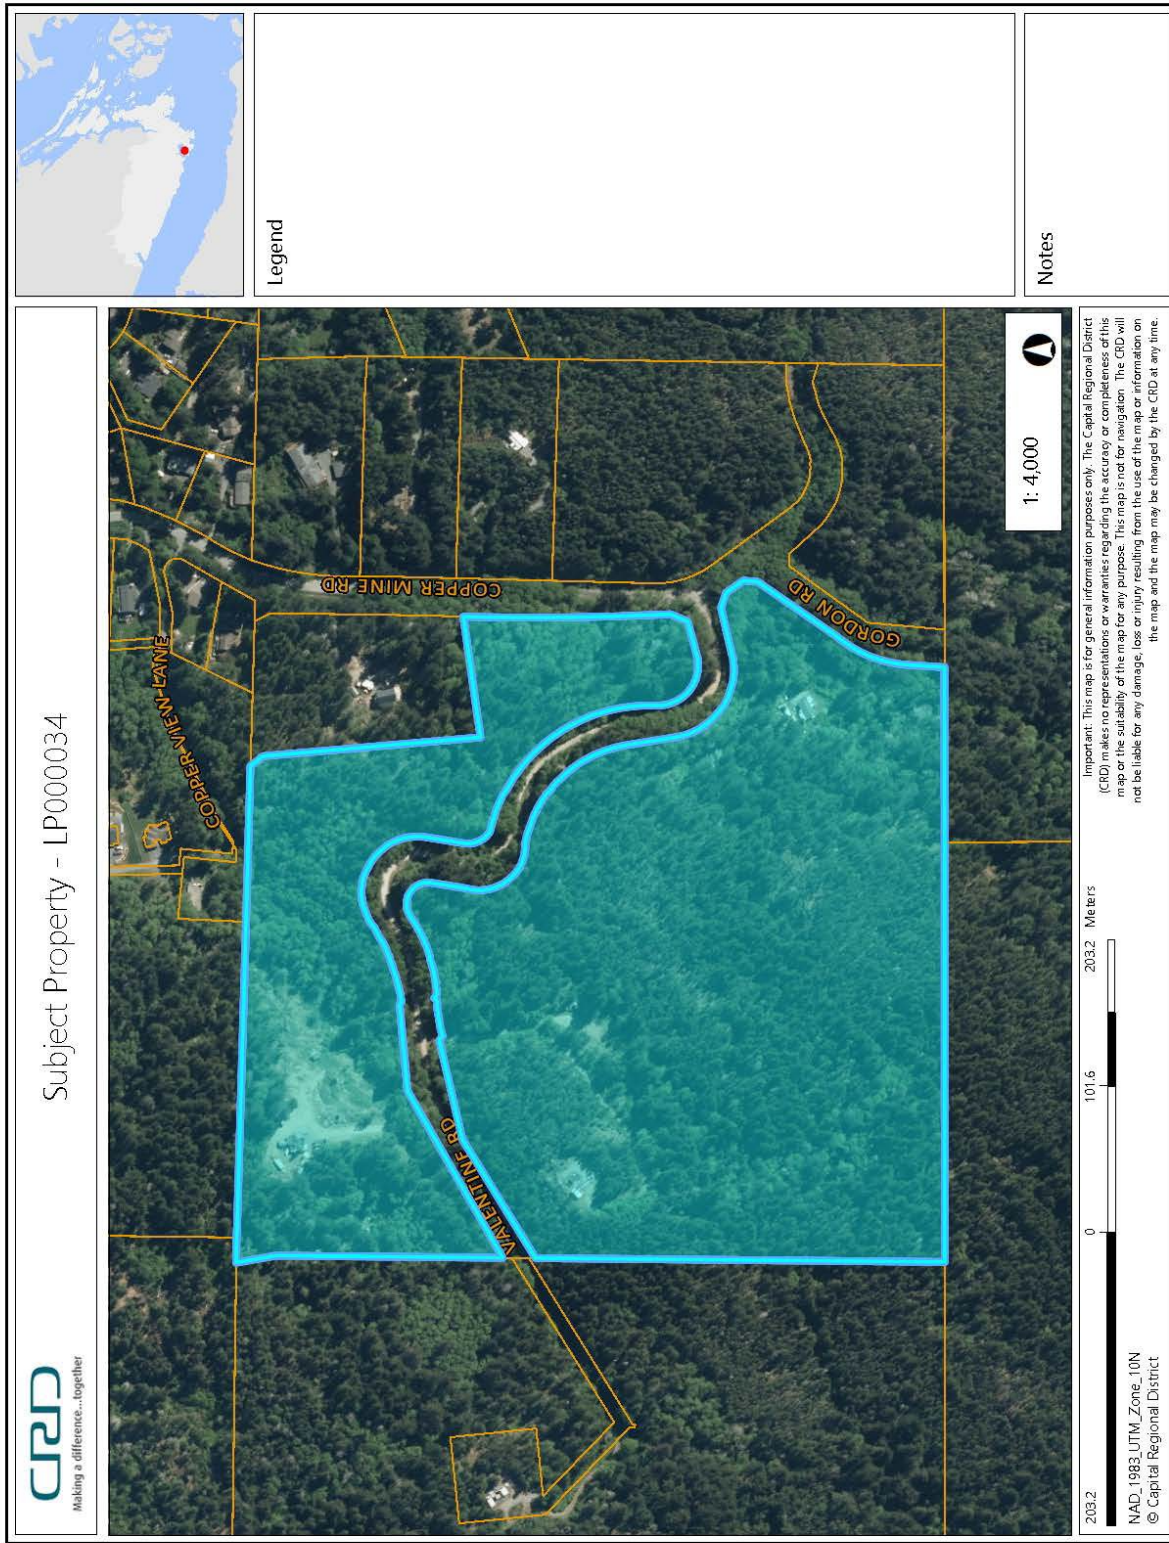 CRD
Making a difference...together
Subject Property - LP000034
Legend
Notes
COPPER VIEW LANE
COPPER MINE RD
VALENTINE RD
GORDON RD
1: 4,000
203.2
0
101.6
203.2 Meters
NAD_1983_UTM_Zone_10N
© Capital Regional District
Important: This map is for general information purposes only. The Capital Regional District
(CRD) makes no representations or warranties regarding the accuracy or completeness of this
map or the suitability of the map for any purpose. This map is not for navigation. The CRD will
not be liable for any damage, loss or injury resulting from the use of the map or information on
the map and the map may be changed by the CRD at any time.